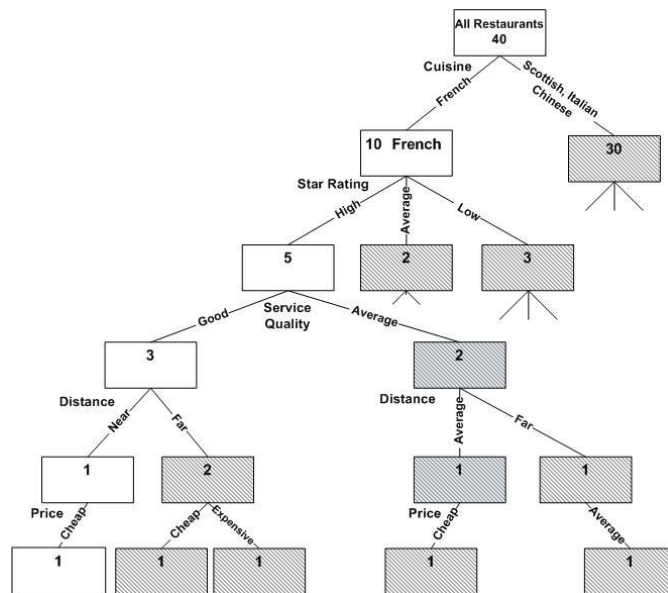 All Restaurants
40
Cuisine
French
Scottish, Italian
Chinese
10 French
30
Star Rating
High
Average
Low
5
2
3
Good
Service
Quality
Average
3
2
Distance
Near
Far
Distance
Average
Far
1
2
1
1
Price
Cheap
Cheap
Expensive
Price
Cheap
Average
1
1
1
1
1